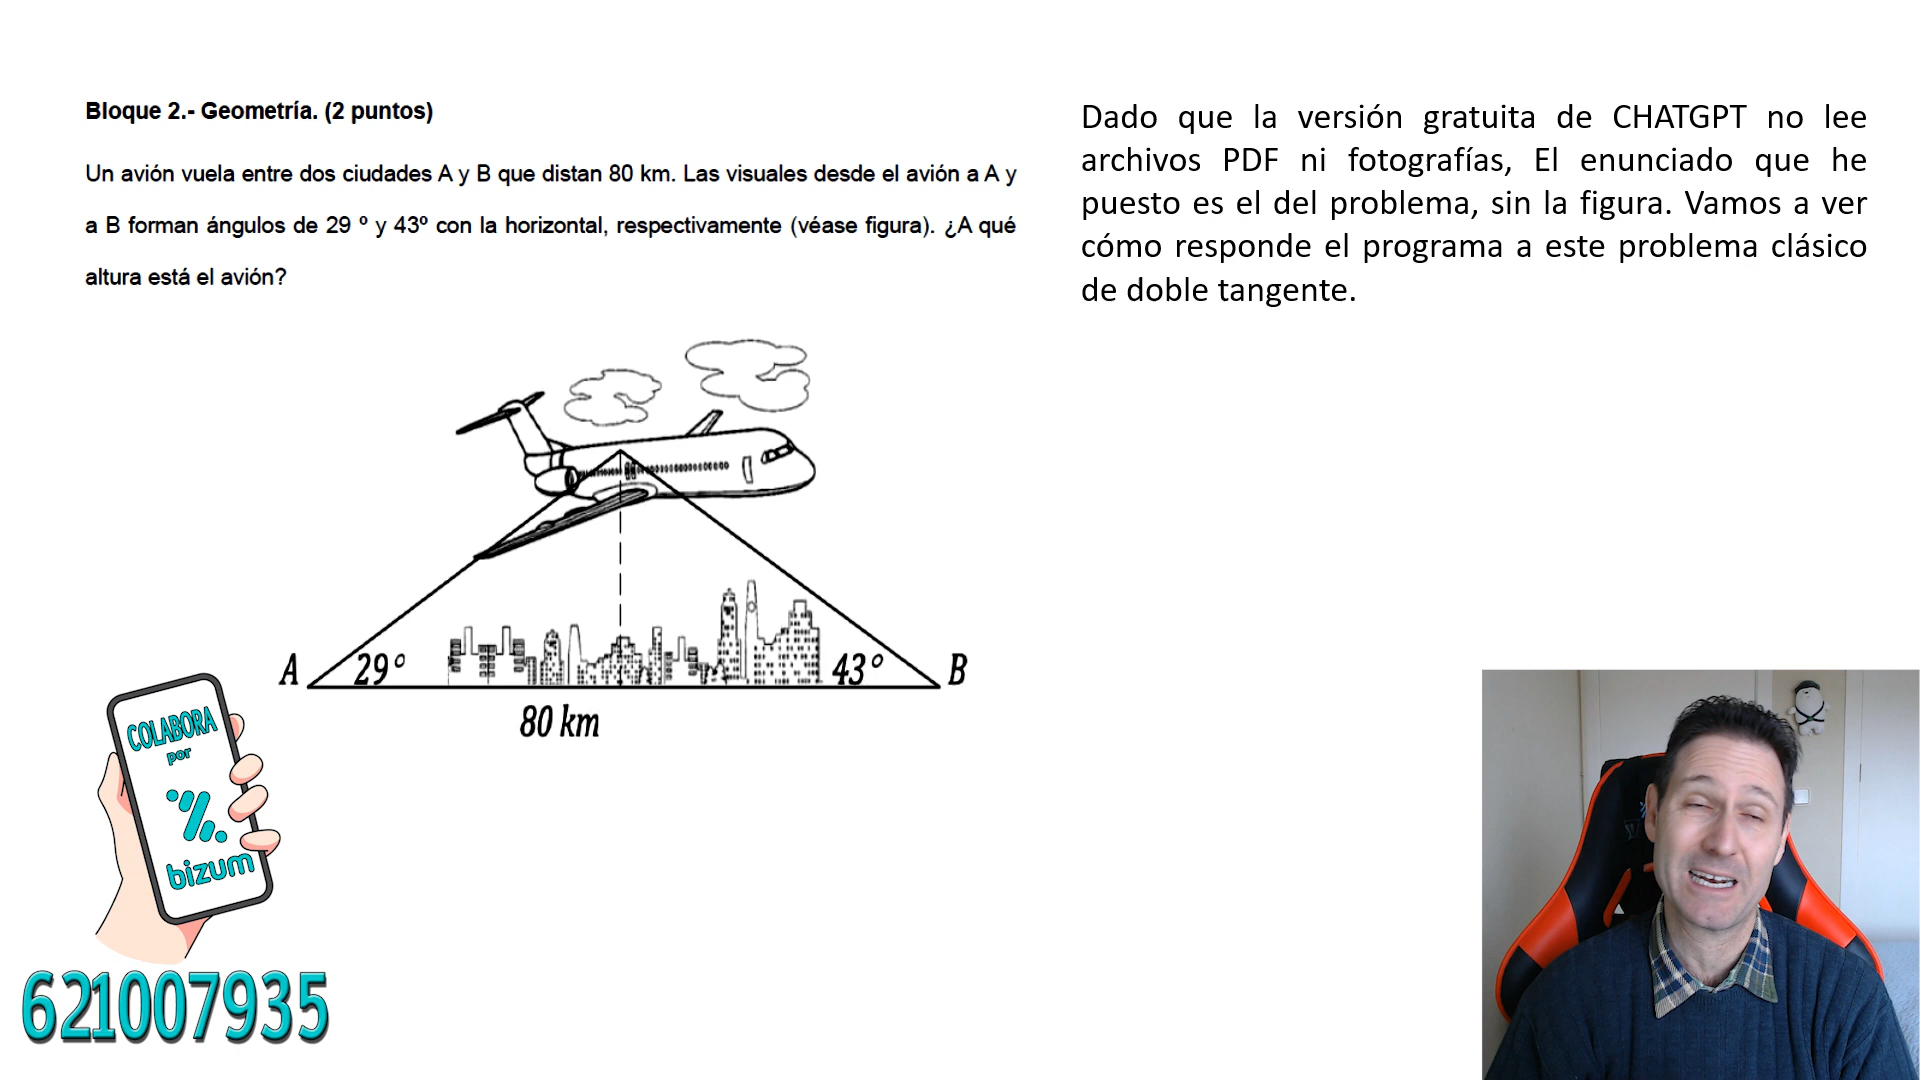 Bloque 2.- Geometría. (2 puntos)
Un avión vuela entre dos ciudades A y B que distan 80 km. Las visuales desde el avión a A y
a B forman ángulos de 29 º y 43º con la horizontal, respectivamente (véase figura). ¿A qué
altura está el avión?
Dado que la versión gratuita de CHATGPT no lee
archivos PDF ni fotografías, El enunciado que he
puesto es el del problema, sin la figura. Vamos a ver
cómo responde el programa a este problema clásico
de doble tangente.
A
29°
43°
B
80 km
COLABORA
por
bizum
621007935